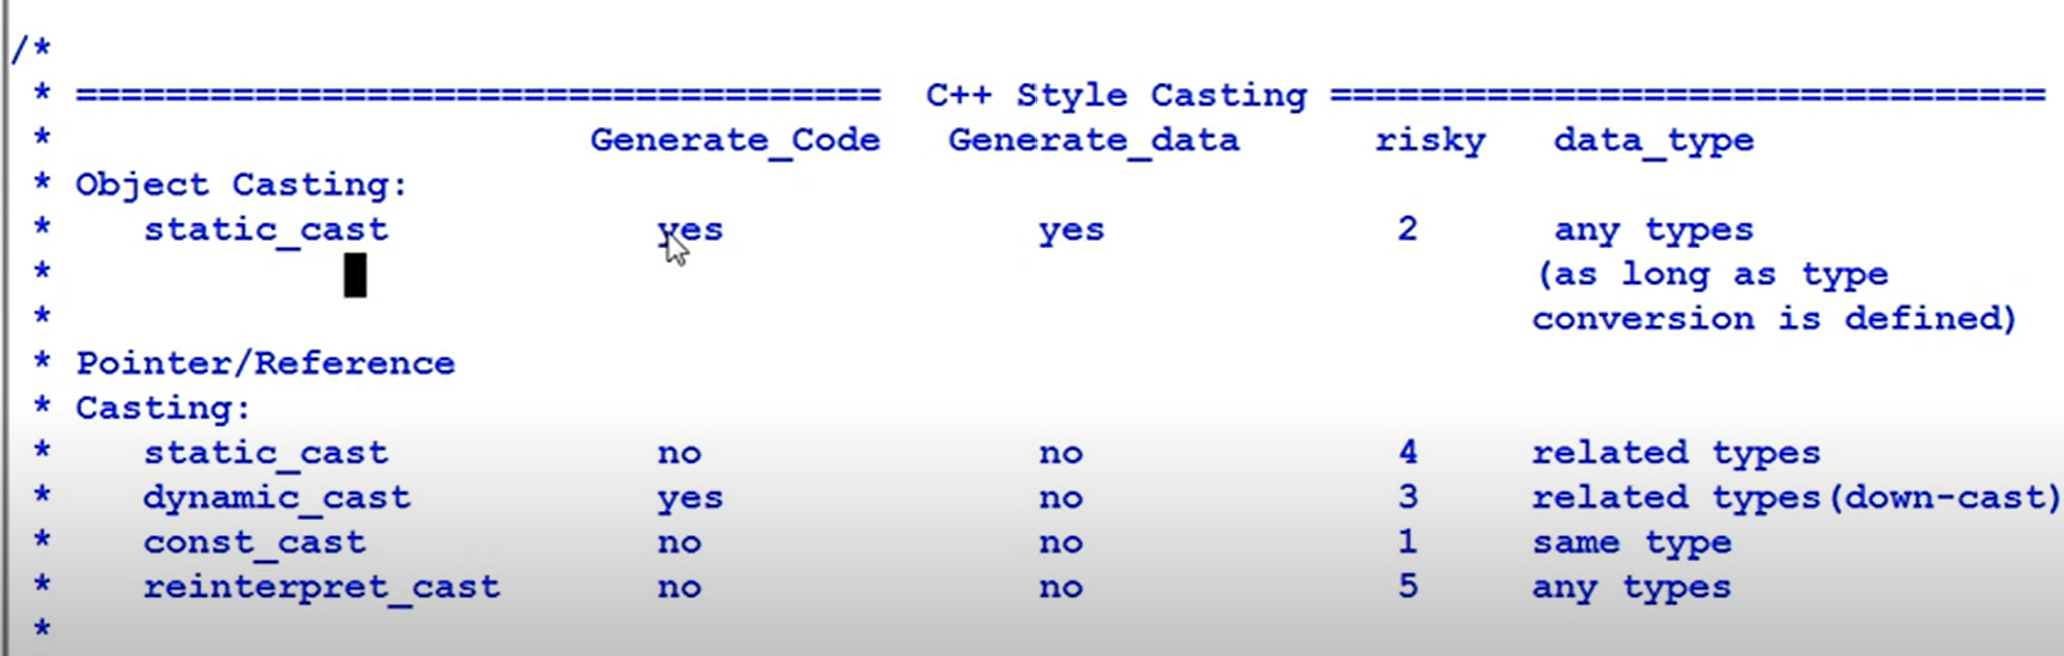 /*
* ==================================== C++ Style Casting ================================
* Generate_Code Generate_data risky data_type
* Object Casting:
* static_cast yes yes 2 any types
* (as long as type
* conversion is defined)
* Pointer/Reference
* Casting:
* static_cast no no 4 related types
* dynamic_cast yes no 3 related types(down-cast)
* const_cast no no 1 same type
* reinterpret_cast no no 5 any types
*